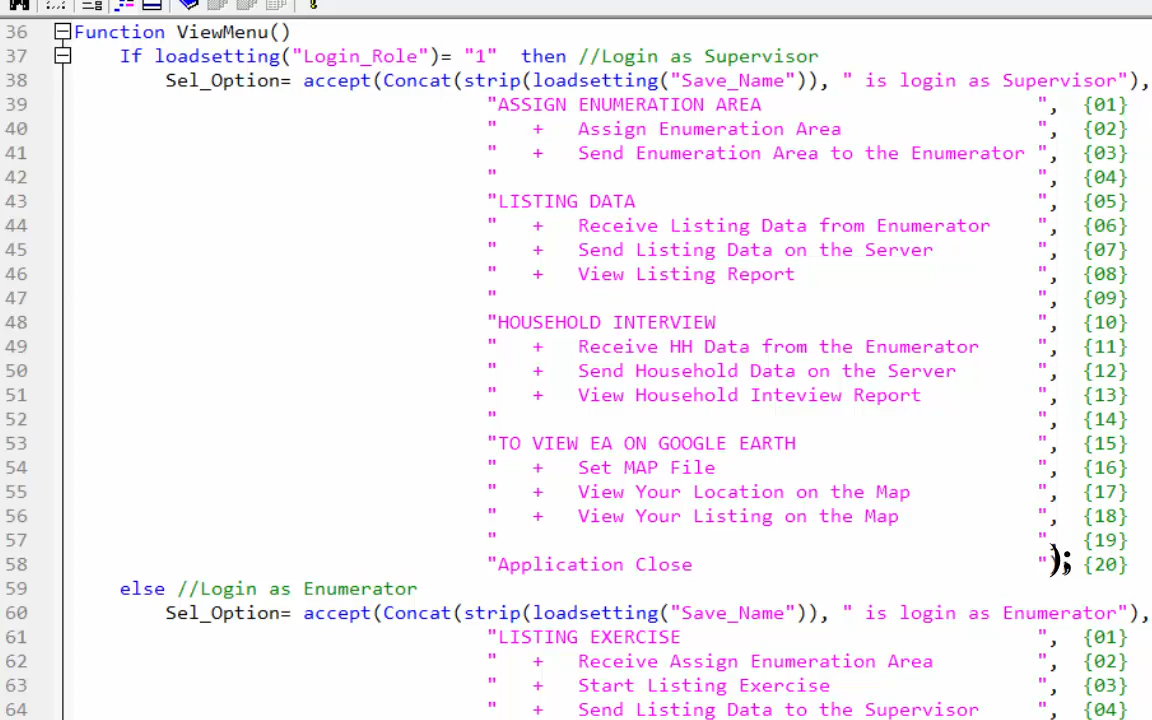 36 Function ViewMenu()
37 If loadsetting("Login_Role")= "1" then //Login as Supervisor
38 Sel_Option= accept(Concat(strip(loadsetting("Save_Name")), " is login as Supervisor"),
39 "ASSIGN ENUMERATION AREA ", {01}
40 " + Assign Enumeration Area ", {02}
41 " + Send Enumeration Area to the Enumerator ", {03}
42 " ", {04}
43 "LISTING DATA ", {05}
44 " + Receive Listing Data from Enumerator ", {06}
45 " + Send Listing Data on the Server ", {07}
46 " + View Listing Report ", {08}
47 " ", {09}
48 "HOUSEHOLD INTERVIEW ", {10}
49 " + Receive HH Data from the Enumerator ", {11}
50 " + Send Household Data on the Server ", {12}
51 " + View Household Inteview Report ", {13}
52 " ", {14}
53 "TO VIEW EA ON GOOGLE EARTH ", {15}
54 " + Set MAP File ", {16}
55 " + View Your Location on the Map ", {17}
56 " + View Your Listing on the Map ", {18}
57 " ", {19}
58 "Application Close "); {20}
59 else //Login as Enumerator
60 Sel_Option= accept(Concat(strip(loadsetting("Save_Name")), " is login as Enumerator"),
61 "LISTING EXERCISE ", {01}
62 " + Receive Assign Enumeration Area ", {02}
63 " + Start Listing Exercise ", {03}
64 " + Send Listing Data to the Supervisor ", {04}